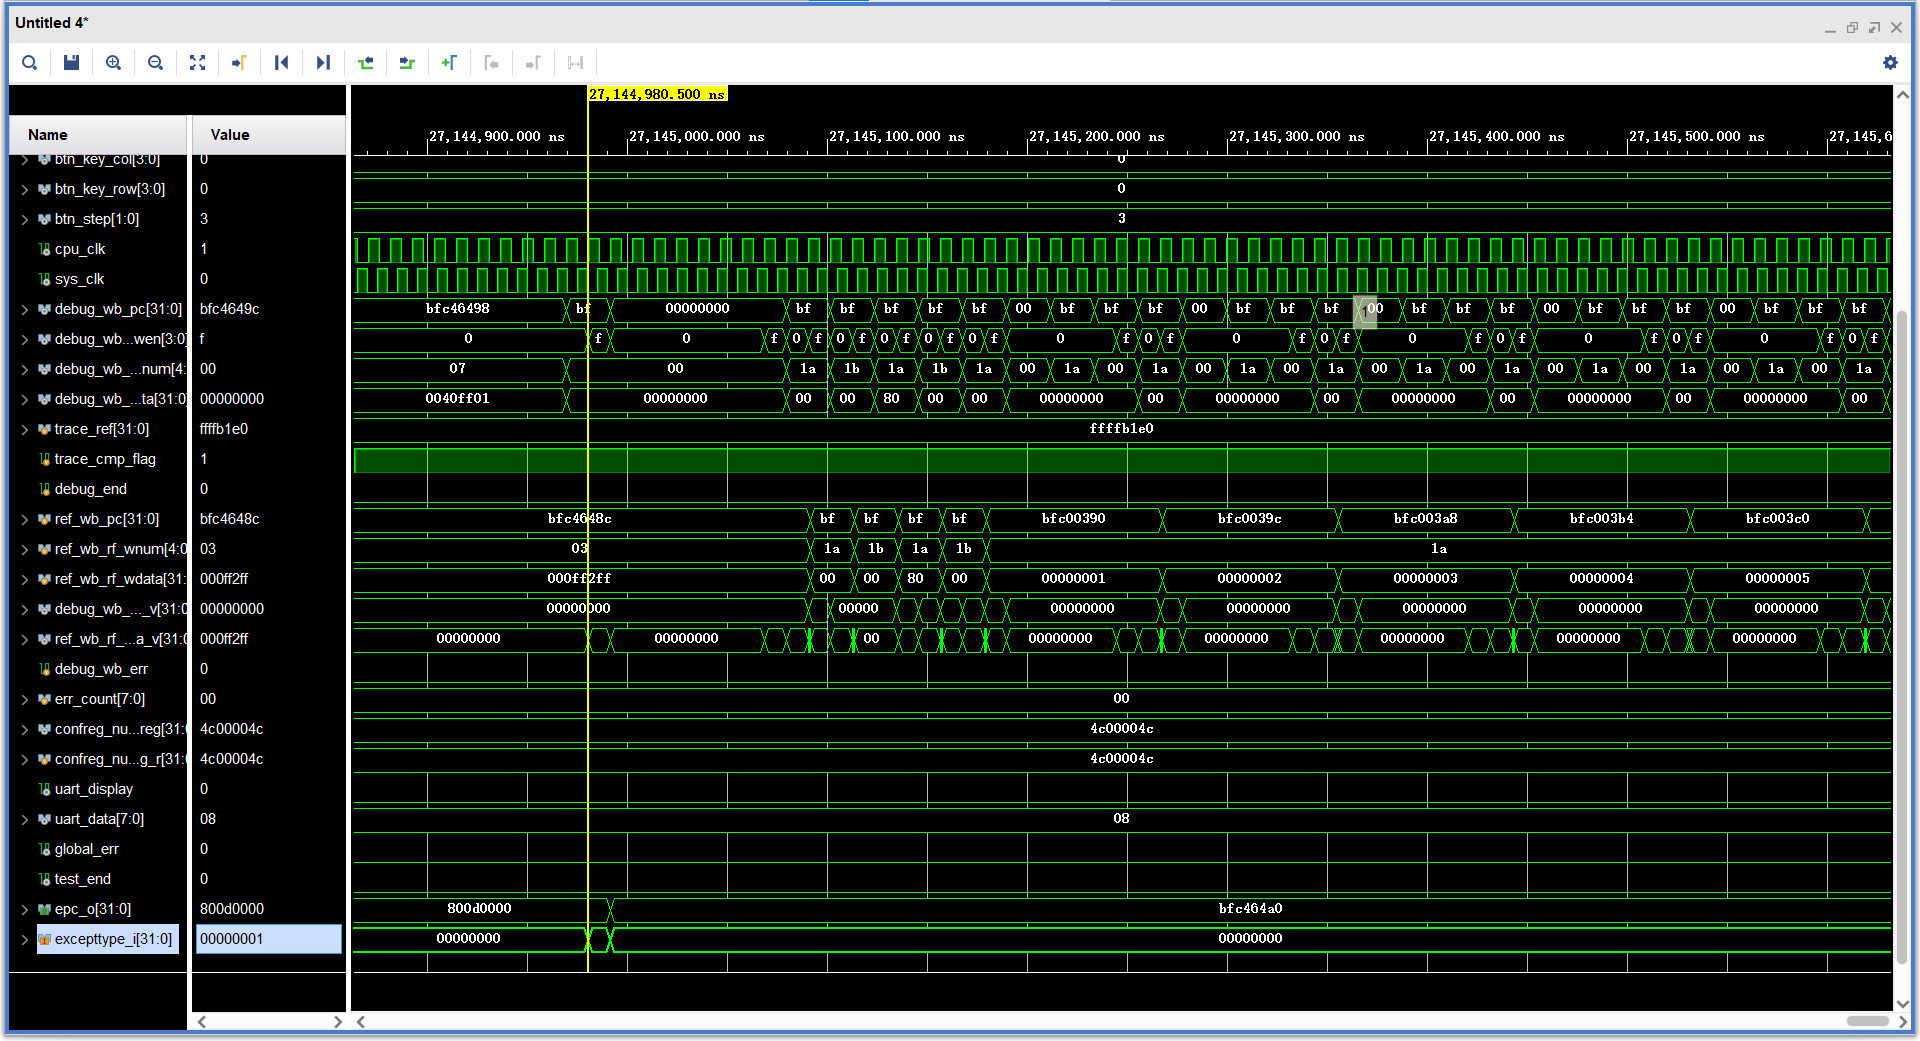 Untitled 4*
27,144,980.500 ns
Name Value
27,144,900.000 ns 27,145,000.000 ns 27,145,100.000 ns 27,145,200.000 ns 27,145,300.000 ns 27,145,400.000 ns 27,145,500.000 ns 27,145,6
btn_key_col[3:0] 0 0
btn_key_row[3:0] 0 0
btn_step[1:0] 3 3
cpu_clk 1
sys_clk 0
debug_wb_pc[31:0] bfc4649c bfc46498 bf 00000000 bf bf bf bf bf 00 bf bf bf 00 bf bf bf 00 bf bf bf 00 bf bf bf 00 bf bf bf
debug_wb...wen[3:0] f 0 f 0 f 0 f 0 f 0 f 0 f 0 f 0 f 0 f 0 f 0 f 0 f 0 f 0 f 0 f 0 f 0 f
debug_wb_...num[4: 00 07 00 1a 1b 1a 1b 1a 00 1a 00 1a 00 1a 00 1a 00 1a 00 1a 00 1a 00 1a 00 1a 00 1a
debug_wb_...ta[31:0] 00000000 0040ff01 00000000 00 00 80 00 00 00000000 00 00000000 00 00000000 00 00000000 00 00000000 00
trace_ref[31:0] ffffb1e0 ffffb1e0
trace_cmp_flag 1
debug_end 0
ref_wb_pc[31:0] bfc4648c bfc4648c bf bf bf bf bfc00390 bfc0039c bfc003a8 bfc003b4 bfc003c0
ref_wb_rf_wnum[4:0 03 03 1a 1b 1a 1b 1a
ref_wb_rf_wdata[31: 000ff2ff 000ff2ff 00 00 80 00 00000001 00000002 00000003 00000004 00000005
debug_wb_..._v[31:0 00000000 00000000 00000 00000000 00000000 00000000 00000000 00000000
ref_wb_rf_...a_v[31:0 000ff2ff 00000000 00000000 00 00000000 00000000 00000000 00000000 00000000
debug_wb_err 0
err_count[7:0] 00 00
confreg_nu...reg[31:0 4c00004c 4c00004c
confreg_nu...g_r[31:0 4c00004c 4c00004c
uart_display 0
uart_data[7:0] 08 08
global_err 0
test_end 0
epc_o[31:0] 800d0000 800d0000 bfc464a0
excepttype_i[31:0] 00000001 00000000 00000000